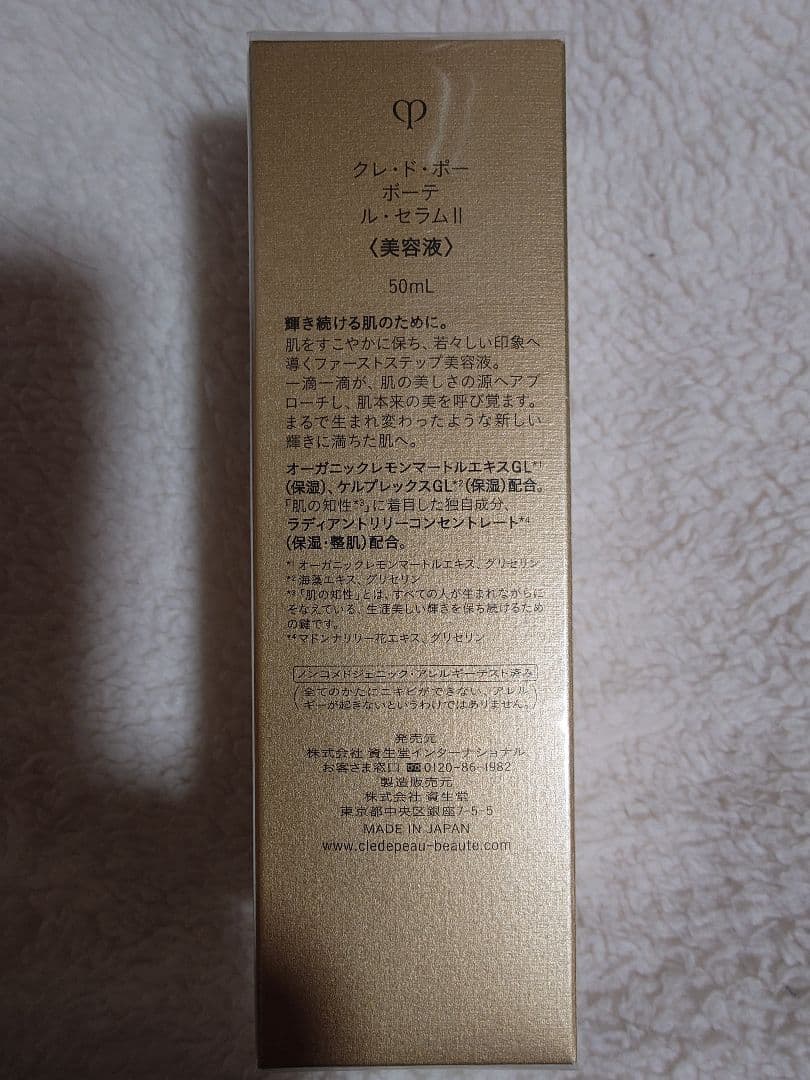 クレ・ド・ポー
ボーテ
ル・セラムII
〈美容液〉
50mL
輝き続ける肌のために。
肌をすこやかに保ち、若々しい印象へ
導くファーストステップ美容液。
一滴一滴が、肌の美しさの源へアプ
ローチし、肌本来の美を呼び覚ます。
まるで生まれ変わったような新しい
輝きに満ちた肌へ。
オーガニックレモンマートルエキスGL*1
(保湿)、ケルプレックスGL*2(保湿)配合。
「肌の知性*3」に着目した独自成分、
ラディアントリリーコンセントレート*4
(保湿・整肌)配合。
*1 オーガニックレモンマートルエキス、グリセリン
*2 海藻エキス、グリセリン
*3「肌の知性」とは、すべての人が生まれながらに
そなえている、生涯美しい輝きを保ち続けるため
の鍵です。
*4 マドンナリリー花エキス、グリセリン
ノンコメドジェニック・アレルギーテスト済み
(全てのかたにニキビができない、アレル
ギーが起きないというわけではありません。)
発売元
株式会社 資生堂インターナショナル
お客さま窓口 0120-86-1982
製造販売元
株式会社 資生堂
東京都中央区銀座7-5-5
MADE IN JAPAN
www.cledepeau-beaute.com